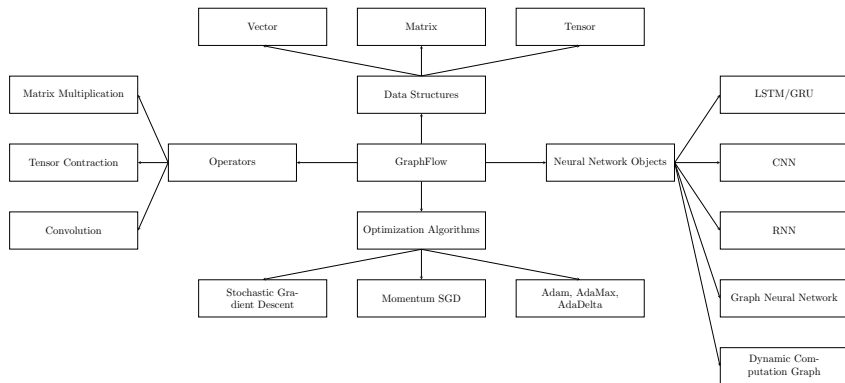 Vector
Matrix
Tensor
Matrix Multiplication
Data Structures
LSTM/GRU
Tensor Contraction
Operators
GraphFlow
Neural Network Objects
CNN
Convolution
Optimization Algorithms
RNN
Stochastic Gra-
dient Descent
Momentum SGD
Adam, AdaMax,
AdaDelta
Graph Neural Network
Dynamic Com-
putation Graph